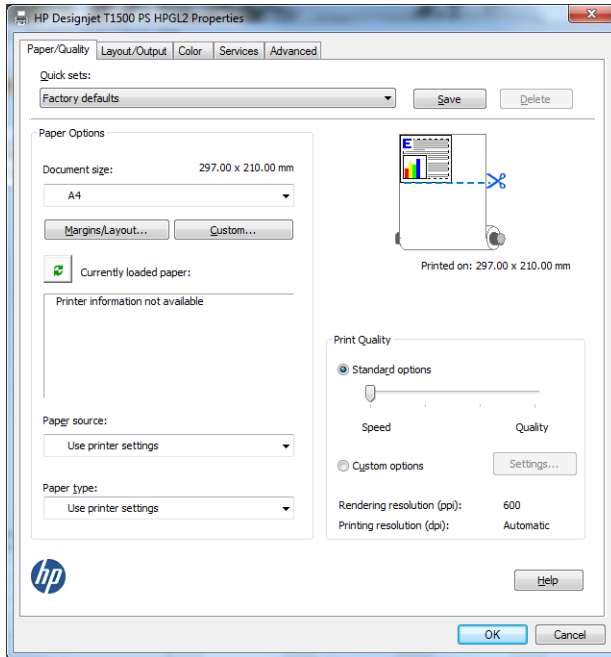 HP Designjet T1500 PS HPGL2 Properties
Paper/Quality Layout/Output Color Services Advanced
Quick sets:
Factory defaults
Save
Delete
Paper Options
Document size:
297.00 x 210.00 mm
A4
Margins/Layout...
Custom...
Currently loaded paper:
Printer information not available
Paper source:
Use printer settings
Paper type:
Use printer settings
E
Printed on: 297.00 x 210.00 mm
Print Quality
Standard options
Speed
Quality
Custom options
Settings...
Rendering resolution (ppi): 600
Printing resolution (dpi): Automatic
hp
Help
OK
Cancel